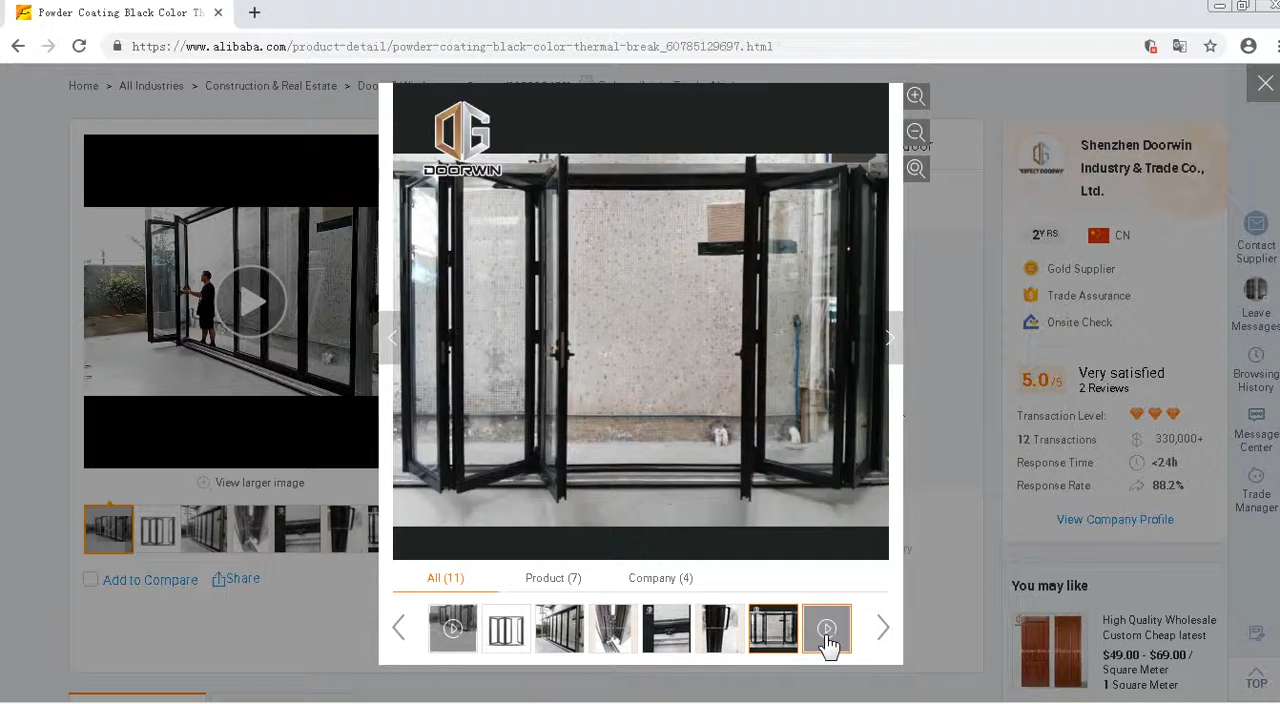 Powder Coating Black Color Th
https://www.alibaba.com/product-detail/powder-coating-black-color-thermal-break_60785129697.html
Home > All Industries > Construction & Real Estate >
View larger image
Add to Compare
Share
DG
DOORWIN
All (11)
Product (7)
Company (4)
Shenzhen Doorwin
Industry & Trade Co.,
Ltd.
2YRS
CN
Gold Supplier
Trade Assurance
Onsite Check
5.0/5
Very satisfied
2 Reviews
Transaction Level:
12 Transactions
330,000+
Response Time
<24h
Response Rate
88.2%
View Company Profile
You may like
High Quality Wholesale
Custom Cheap latest
$49.00 - $69.00 /
Square Meter
1 Square Meter
Contact
Supplier
Leave
Messages
Browsing
History
Message
Center
Trade
Manager
TOP